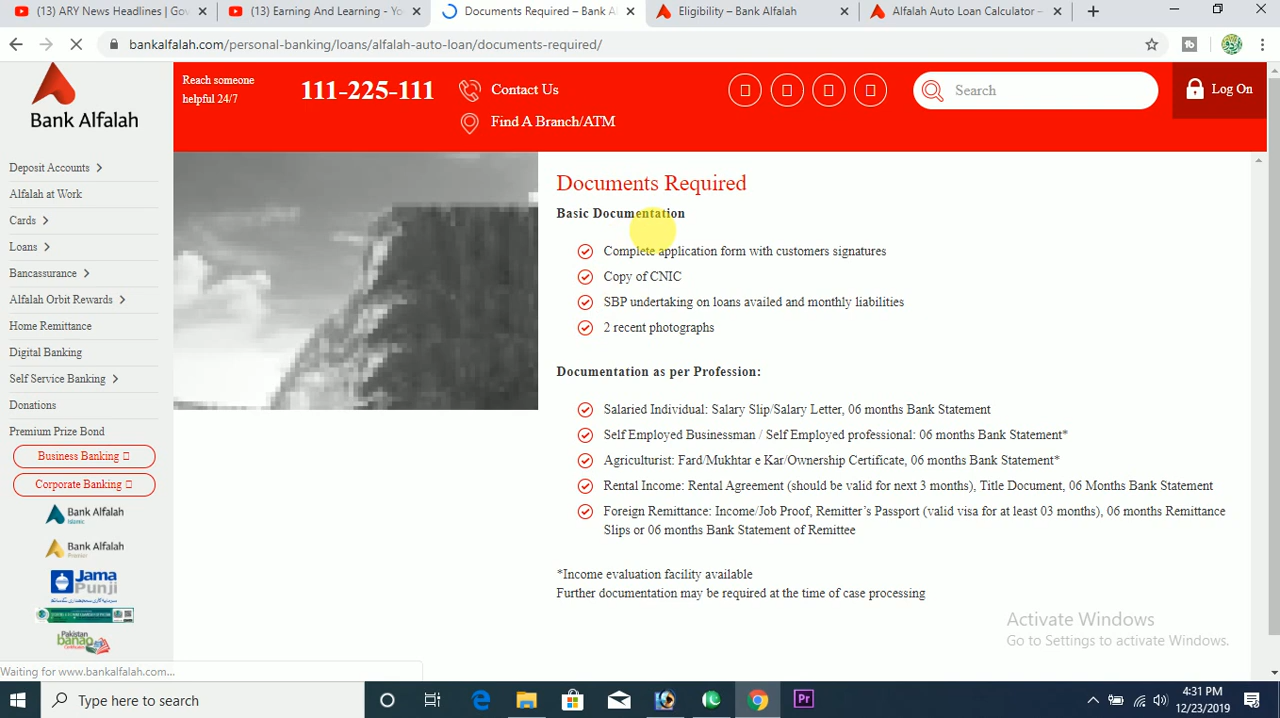 (13) ARY News Headlines | Gov
(13) Earning And Learning - Yo
Documents Required – Bank A
Eligibility – Bank Alfalah
Alfalah Auto Loan Calculator –
bankalfalah.com/personal-banking/loans/alfalah-auto-loan/documents-required/
Bank Alfalah
Reach someone
helpful 24/7
111-225-111
Contact Us
Find A Branch/ATM
Search
Log On
Deposit Accounts
Alfalah at Work
Cards
Loans
Bancassurance
Alfalah Orbit Rewards
Home Remittance
Digital Banking
Self Service Banking
Donations
Premium Prize Bond
Business Banking
Corporate Banking
Bank Alfalah
Islamic
Bank Alfalah
Premier
Jama
Punji
Pakistan
banao
Certificates
Documents Required
Basic Documentation
Complete application form with customers signatures
Copy of CNIC
SBP undertaking on loans availed and monthly liabilities
2 recent photographs
Documentation as per Profession:
Salaried Individual: Salary Slip/Salary Letter, 06 months Bank Statement
Self Employed Businessman / Self Employed professional: 06 months Bank Statement*
Agriculturist: Fard/Mukhtar e Kar/Ownership Certificate, 06 months Bank Statement*
Rental Income: Rental Agreement (should be valid for next 3 months), Title Document, 06 Months Bank Statement
Foreign Remittance: Income/Job Proof, Remitter’s Passport (valid visa for at least 03 months), 06 months Remittance
Slips or 06 months Bank Statement of Remittee
*Income evaluation facility available
Further documentation may be required at the time of case processing
Activate Windows
Go to Settings to activate Windows.
Waiting for www.bankalfalah.com...
Type here to search
Pr
4:31 PM
12/23/2019